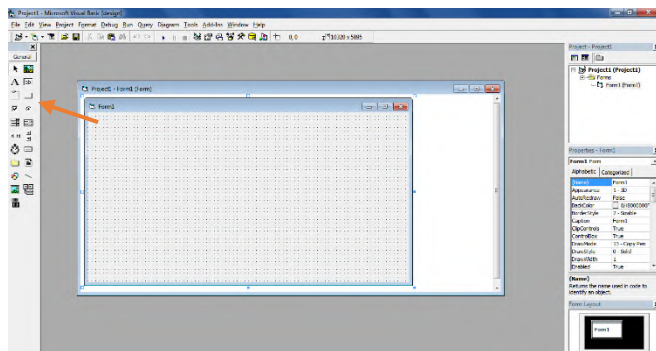 Project1 - Microsoft Visual Basic [design]
File Edit View Project Format Debug Run Query Diagram Tools Add-Ins Window Help
0,0 10320 x 5895
General
Project1 - Form1 (Form)
Form1
Project - Project1
Project1 (Project1)
Forms
Form1 (Form1)
Properties - Form1
Form1 Form
Alphabetic Categorized
(Name) Form1
Appearance 1 - 3D
AutoRedraw False
BackColor
BorderStyle 2 - Sizable
Caption Form1
ClipControls True
ControlBox True
DrawMode 13 - Copy Pen
DrawStyle 0 - Solid
DrawWidth 1
Enabled True
(Name)
Returns the name used in code to
identify an object.
Form Layout
Form1